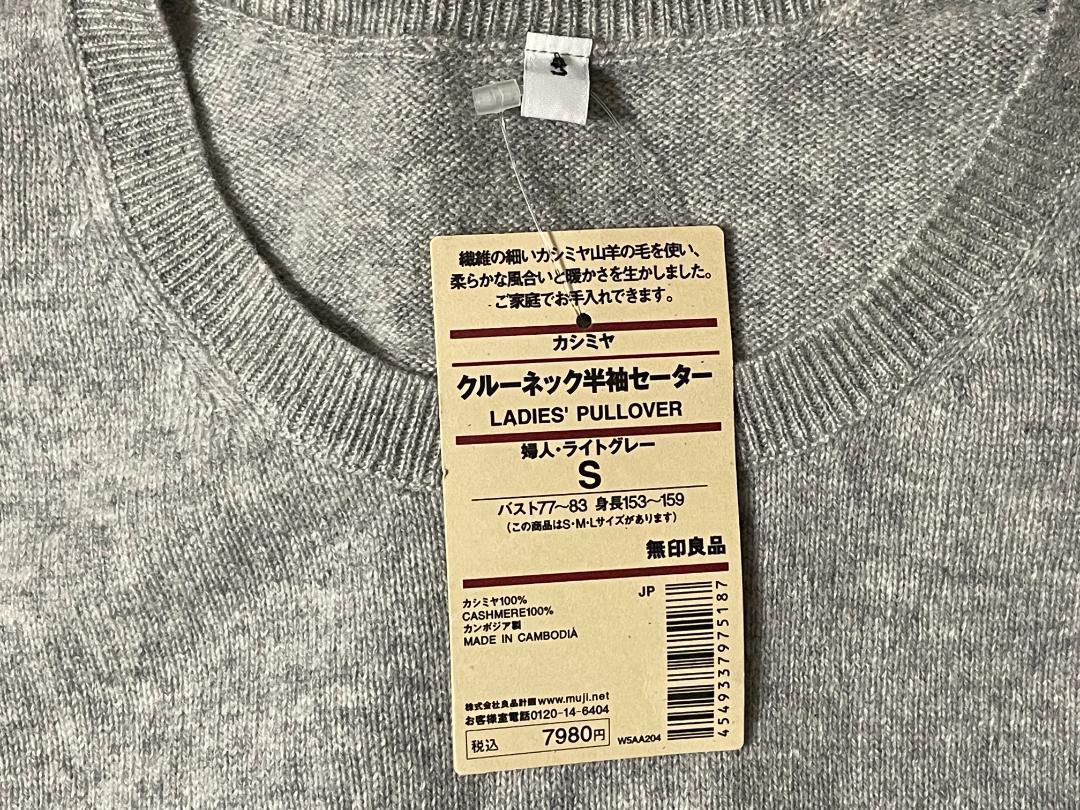 繊維の細いカシミヤ山羊の毛を使い、
柔らかな風合いと暖かさを生かしました。
ご家庭でお手入れできます。
カシミヤ
クルーネック半袖セーター
LADIES' PULLOVER
婦人・ライトグレー
S
バスト77〜83 身長153〜159
(この商品はS・M・Lサイズがあります)
無印良品
カシミヤ100%
CASHMERE100%
カンボジア製
MADE IN CAMBODIA
JP
4549337975187
株式会社良品計画 www.muji.net
お客様室電話0120-14-6404
税込 7980円
W5AA204